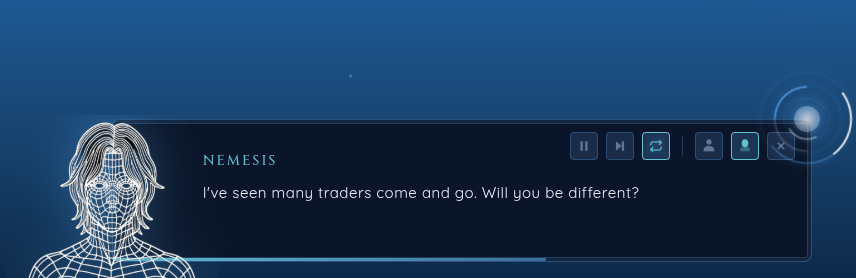 NEMESIS
I've seen many traders come and go. Will you be different?